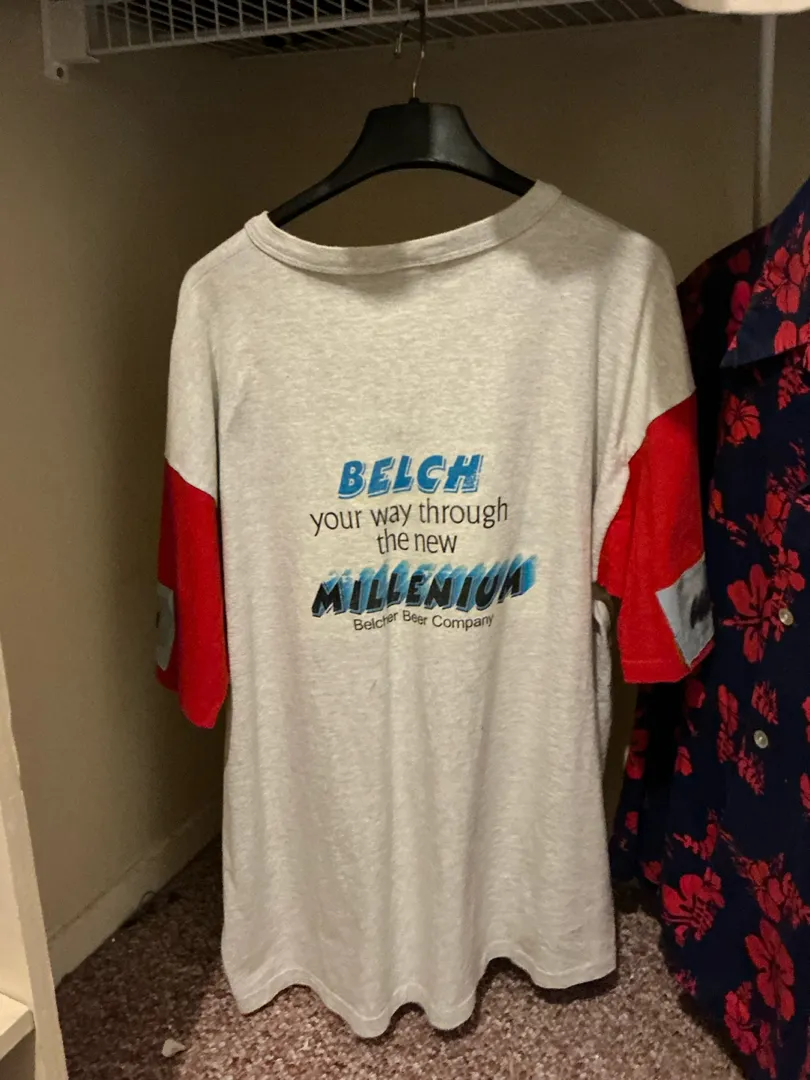 BELCH
your way through
the new
MILLENIUM
Belcher Beer Company